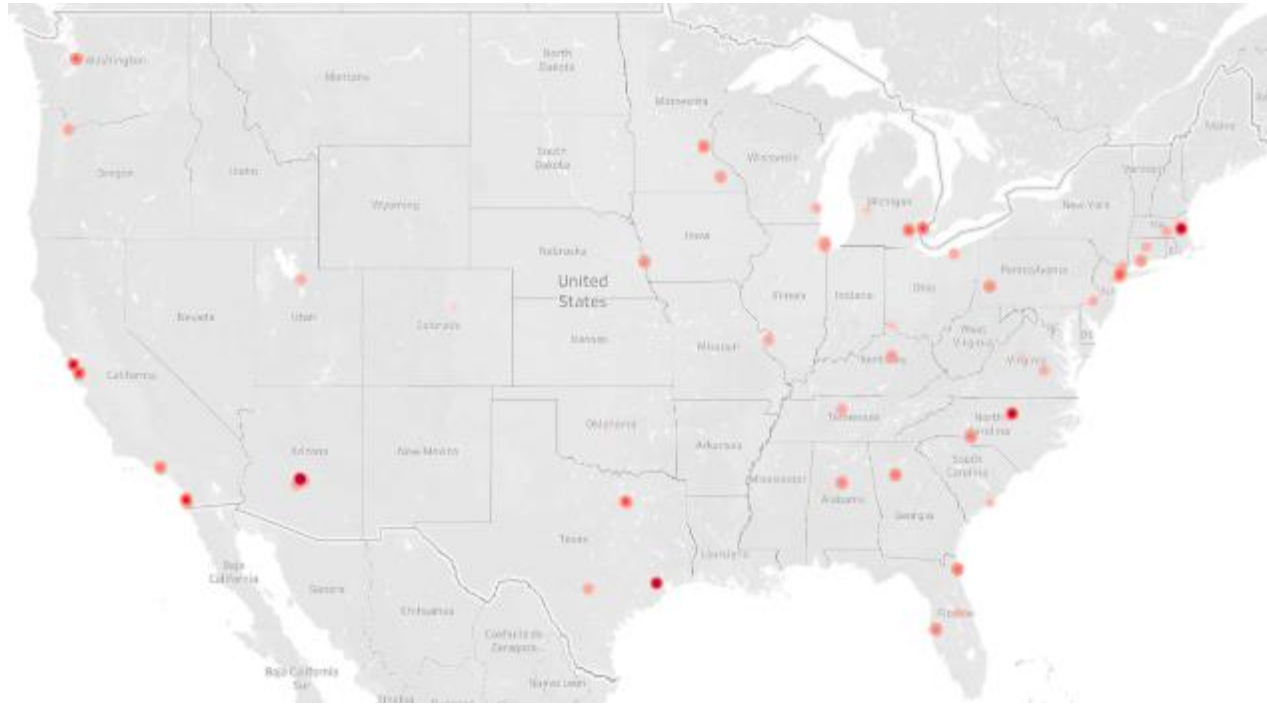 Washington
Montana
North
Dakota
Minnesota
Maine
South
Dakota
Wisconsin
Vermont
Oregon
Idaho
Wyoming
Michigan
New York
Iowa
Nebraska
United
States
Pennsylvania
Nevada
Utah
Colorado
Illinois
Indiana
Ohio
Kansas
Missouri
West
Virginia
DE
Kentucky
Virginia
California
Tennessee
North
Carolina
Oklahoma
Arkansas
Arizona
New Mexico
South
Carolina
Mississippi
Alabama
Georgia
Texas
Louisiana
Baja
California
Sonora
Chihuahua
Florida
Coahuila de
Zaragoza
Baja California
Sur
Nuevo León